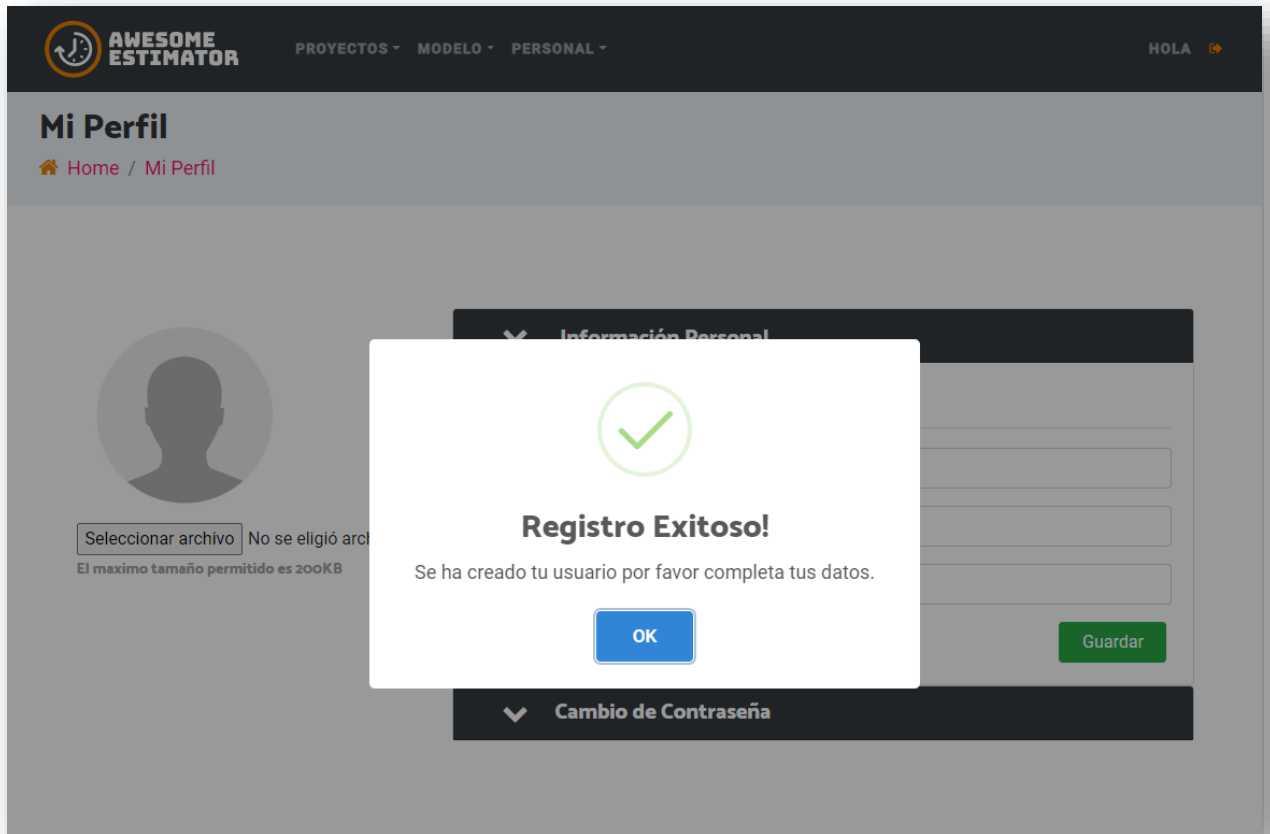 AWESOME
ESTIMATOR
PROYECTOS MODELO PERSONAL
HOLA
Mi Perfil
Home / Mi Perfil
Información Personal
Seleccionar archivo No se eligió
El maximo tamaño permitido es 200KB
Registro Exitoso!
Se ha creado tu usuario por favor completa tus datos.
OK
Guardar
Cambio de Contraseña